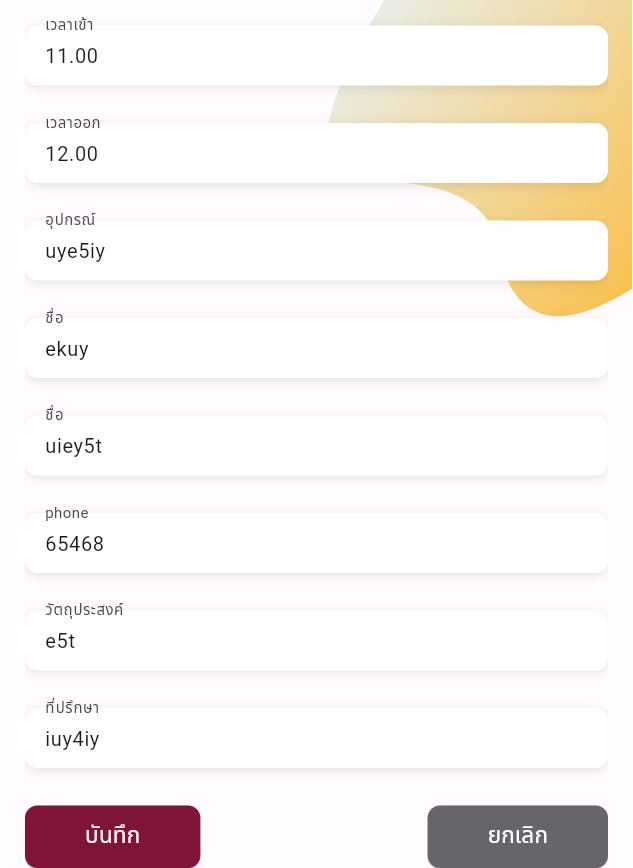 เวลาเข้า
11.00
เวลาออก
12.00
อุปกรณ์
uye5iy
ชื่อ
ekuy
ชื่อ
uiey5t
phone
65468
วัตถุประสงค์
e5t
ที่ปรึกษา
iuy4iy
บันทึก
ยกเลิก